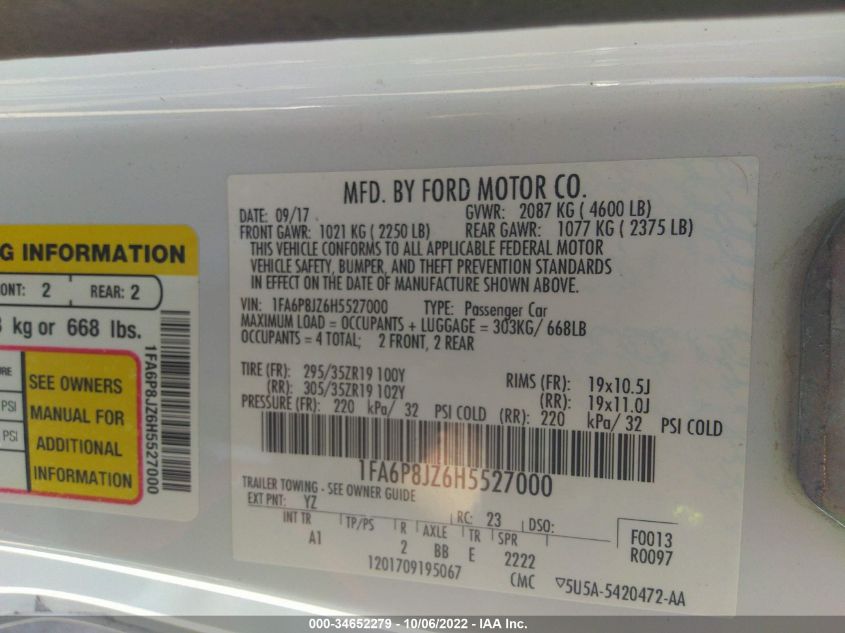 G INFORMATION
ONT: 2 REAR: 2
kg or 668 lbs.
PSI
PSI
SEE OWNERS
MANUAL FOR
ADDITIONAL
INFORMATION
1FA6P8JZ6H5527000
MFD. BY FORD MOTOR CO.
DATE: 09/17 GVWR: 2087 KG ( 4600 LB)
FRONT GAWR: 1021 KG ( 2250 LB) REAR GAWR: 1077 KG ( 2375 LB)
THIS VEHICLE CONFORMS TO ALL APPLICABLE FEDERAL MOTOR
VEHICLE SAFETY, BUMPER, AND THEFT PREVENTION STANDARDS
IN EFFECT ON THE DATE OF MANUFACTURE SHOWN ABOVE.
VIN: 1FA6P8JZ6H5527000 TYPE: Passenger Car
MAXIMUM LOAD = OCCUPANTS + LUGGAGE = 303KG/ 668LB
OCCUPANTS = 4 TOTAL; 2 FRONT, 2 REAR
TIRE (FR): 295/35ZR19 100Y RIMS (FR): 19x10.5J
(RR): 305/35ZR19 102Y (RR): 19x11.0J
PRESSURE (FR): 220 kPa/ 32 PSI COLD (RR): 220 kPa/ 32 PSI COLD
1FA6P8JZ6H5527000
TRAILER TOWING - SEE OWNER GUIDE
EXT PNT: YZ RC: 23 DSO:
INT TR TP/PS R AXLE TR SPR F0013
A1 2 BB E 2222 R0097
1201709195067 CMC ▽5U5A-5420472-AA
000-34652279 - 10/06/2022 - IAA Inc.